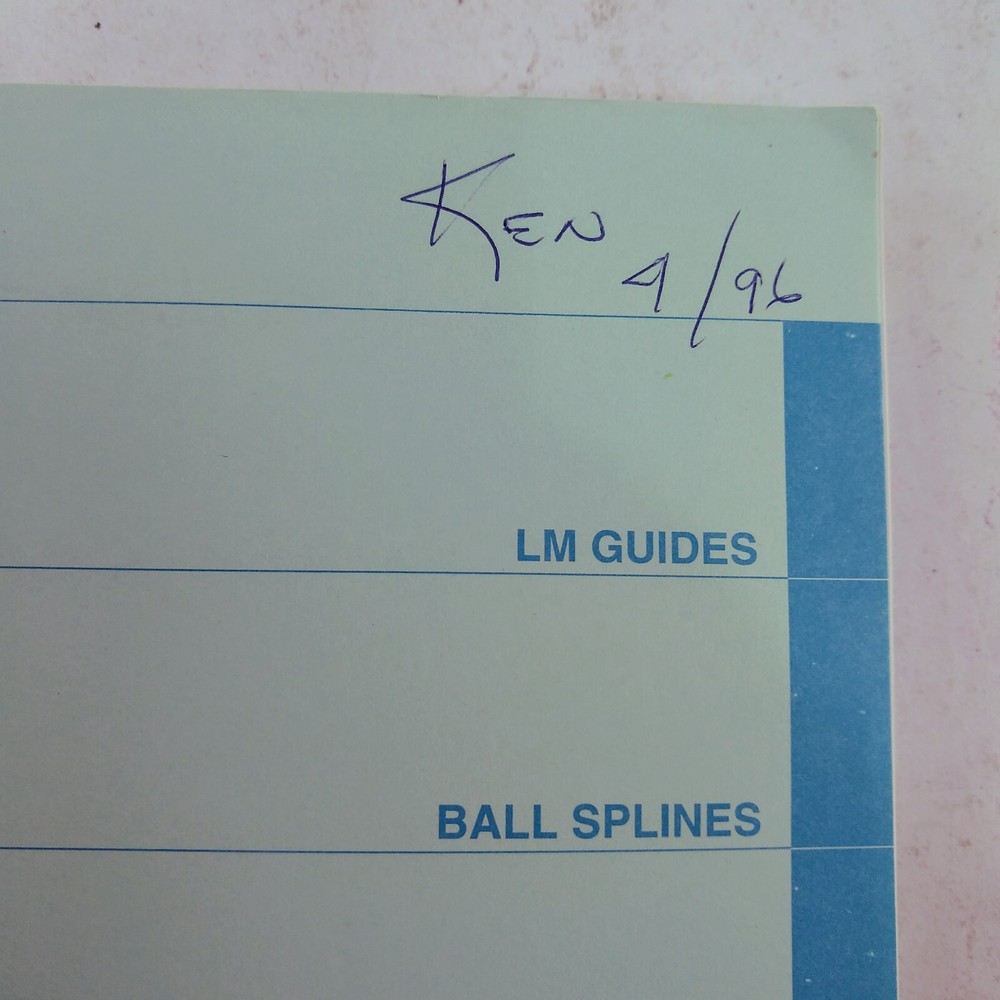 KEN
4/96
LM GUIDES
BALL SPLINES